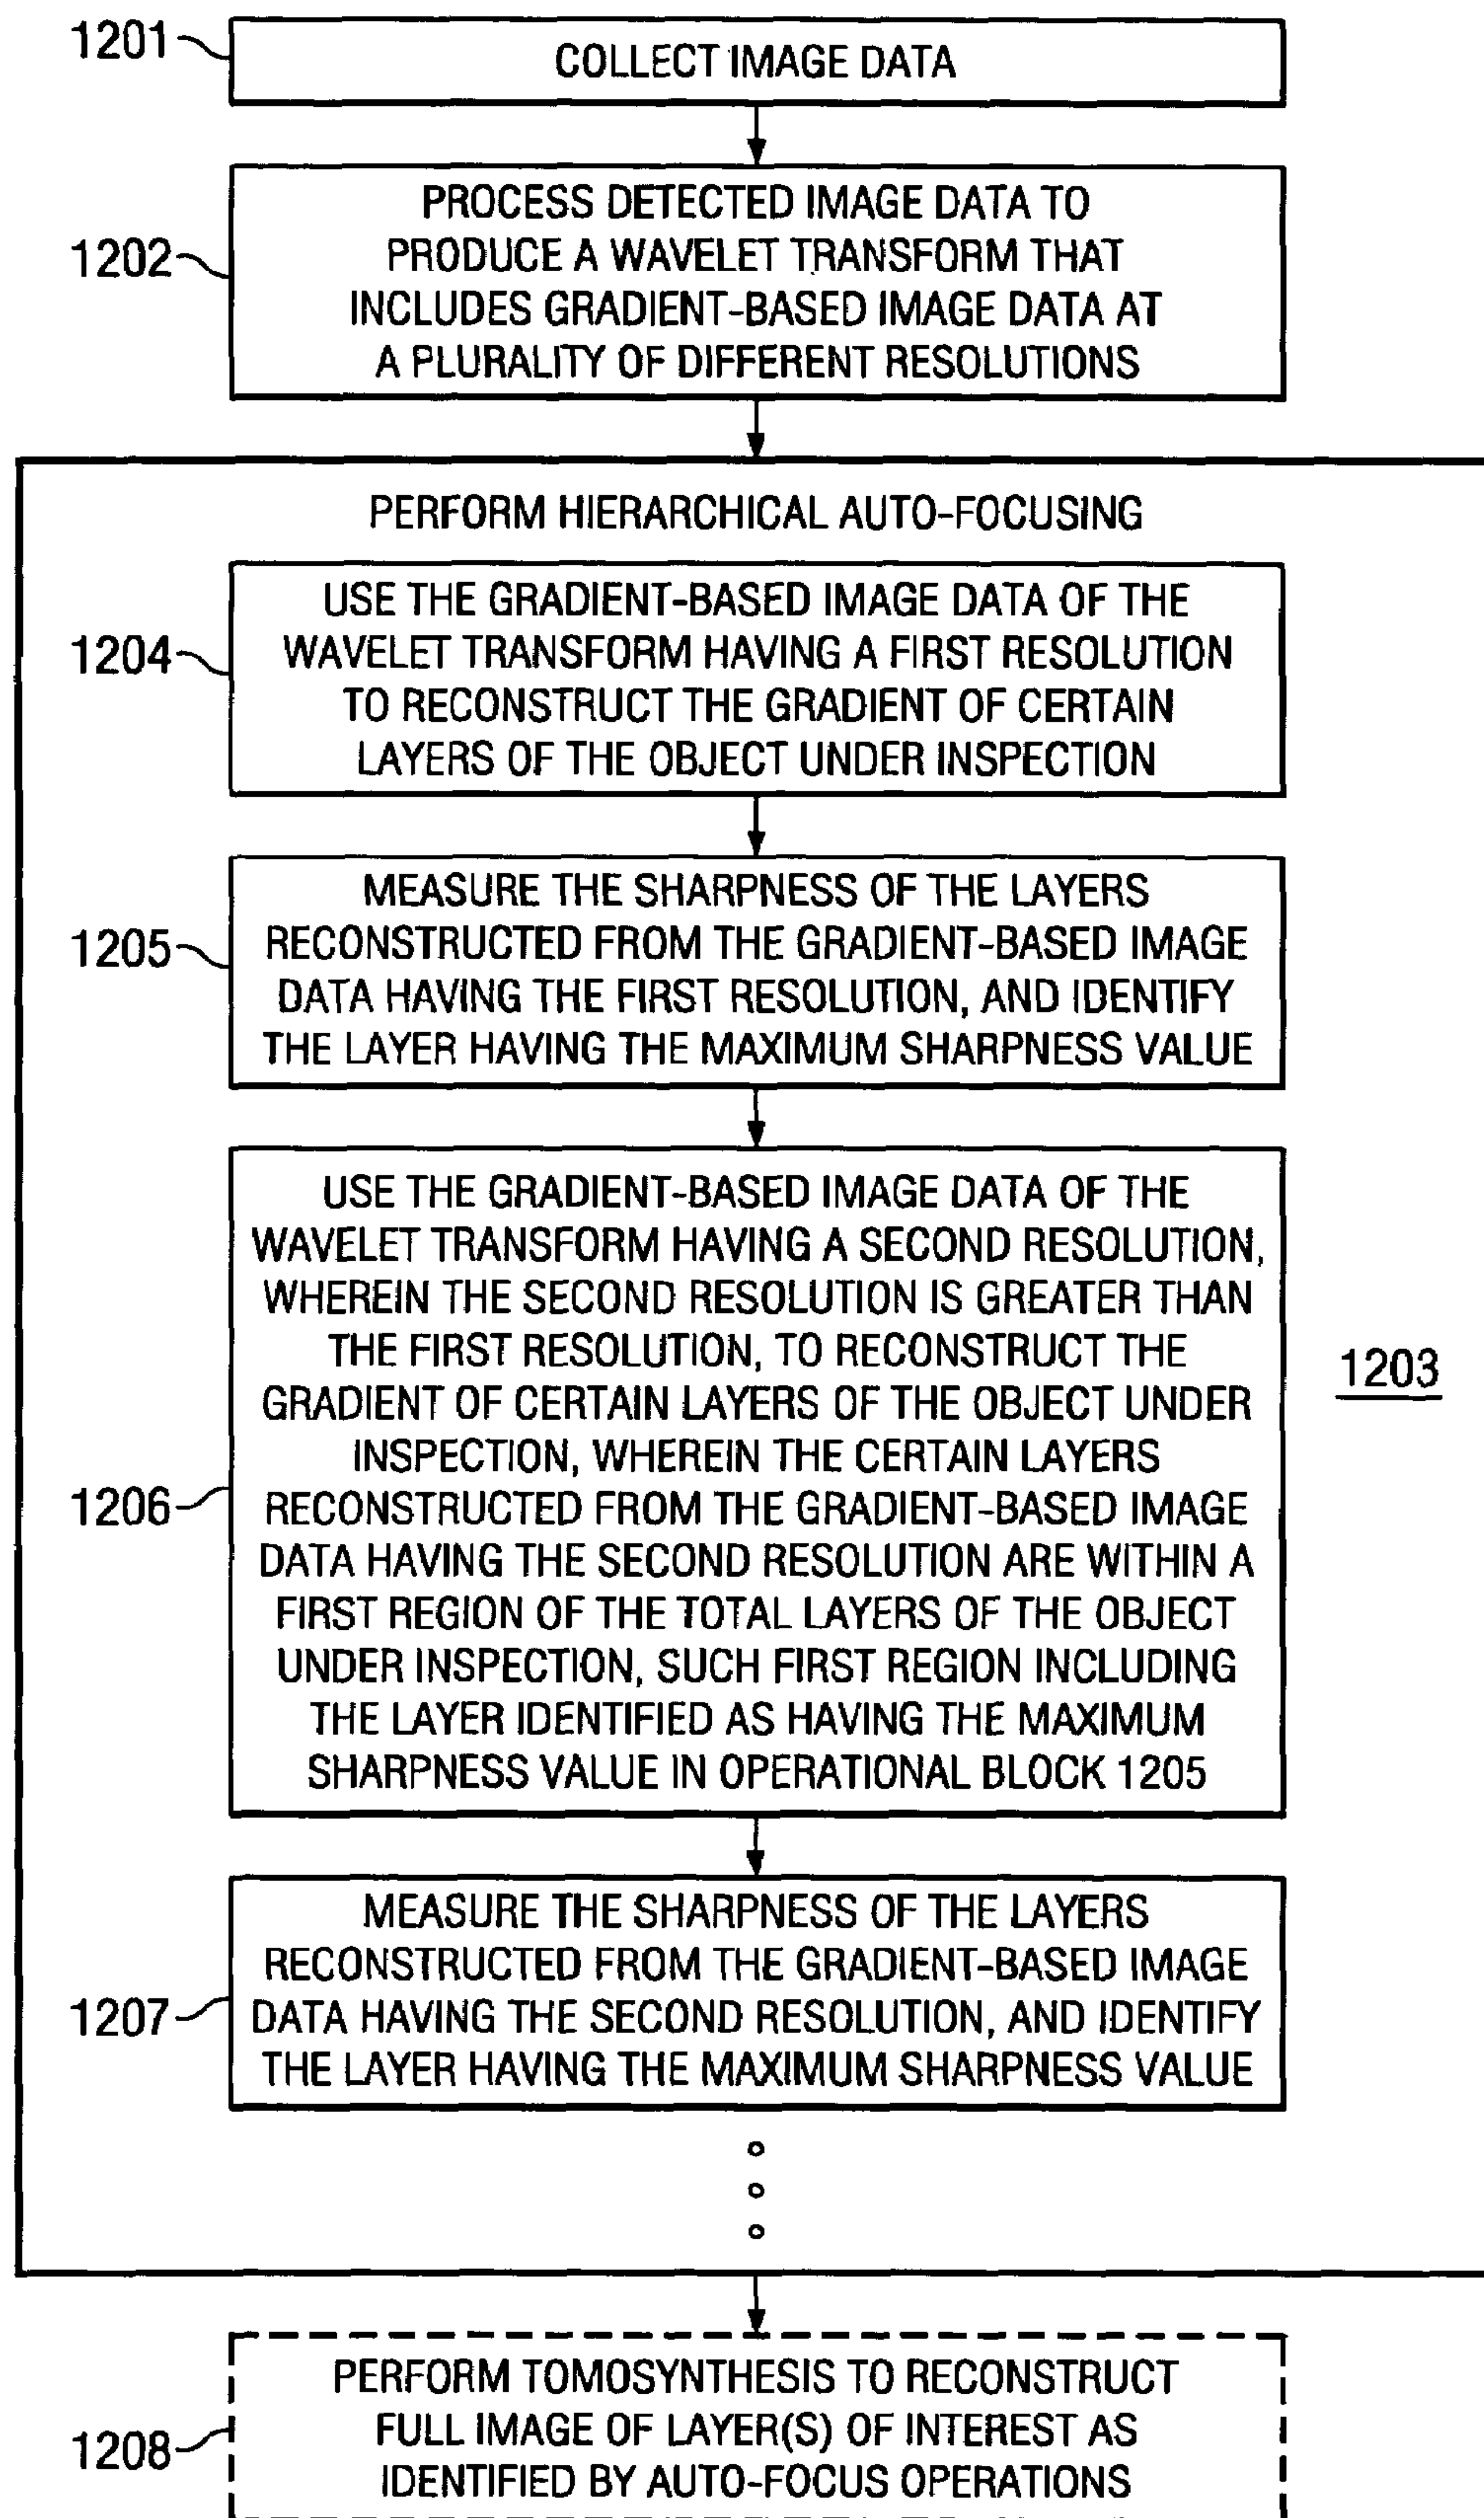 1201
COLLECT IMAGE DATA
1202
PROCESS DETECTED IMAGE DATA TO
PRODUCE A WAVELET TRANSFORM THAT
INCLUDES GRADIENT-BASED IMAGE DATA AT
A PLURALITY OF DIFFERENT RESOLUTIONS
PERFORM HIERARCHICAL AUTO-FOCUSING
1204
USE THE GRADIENT-BASED IMAGE DATA OF THE
WAVELET TRANSFORM HAVING A FIRST RESOLUTION
TO RECONSTRUCT THE GRADIENT OF CERTAIN
LAYERS OF THE OBJECT UNDER INSPECTION
1205
MEASURE THE SHARPNESS OF THE LAYERS
RECONSTRUCTED FROM THE GRADIENT-BASED IMAGE
DATA HAVING THE FIRST RESOLUTION, AND IDENTIFY
THE LAYER HAVING THE MAXIMUM SHARPNESS VALUE
1206
USE THE GRADIENT-BASED IMAGE DATA OF THE
WAVELET TRANSFORM HAVING A SECOND RESOLUTION,
WHEREIN THE SECOND RESOLUTION IS GREATER THAN
THE FIRST RESOLUTION, TO RECONSTRUCT THE
GRADIENT OF CERTAIN LAYERS OF THE OBJECT UNDER
INSPECTION, WHEREIN THE CERTAIN LAYERS
RECONSTRUCTED FROM THE GRADIENT-BASED IMAGE
DATA HAVING THE SECOND RESOLUTION ARE WITHIN A
FIRST REGION OF THE TOTAL LAYERS OF THE OBJECT
UNDER INSPECTION, SUCH FIRST REGION INCLUDING
THE LAYER IDENTIFIED AS HAVING THE MAXIMUM
SHARPNESS VALUE IN OPERATIONAL BLOCK 1205
1203
1207
MEASURE THE SHARPNESS OF THE LAYERS
RECONSTRUCTED FROM THE GRADIENT-BASED IMAGE
DATA HAVING THE SECOND RESOLUTION, AND IDENTIFY
THE LAYER HAVING THE MAXIMUM SHARPNESS VALUE
1208
PERFORM TOMOSYNTHESIS TO RECONSTRUCT
FULL IMAGE OF LAYER(S) OF INTEREST AS
IDENTIFIED BY AUTO-FOCUS OPERATIONS